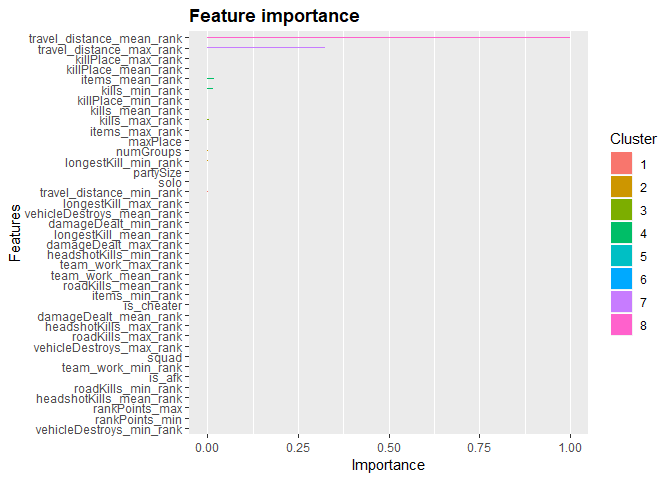 Feature importance
travel_distance_mean_rank
travel_distance_max_rank
killPlace_max_rank
killPlace_mean_rank
items_mean_rank
kills_min_rank
killPlace_min_rank
kills_mean_rank
kills_max_rank
items_max_rank
maxPlace
numGroups
longestKill_min_rank
partySize
solo
travel_distance_min_rank
longestKill_max_rank
vehicleDestroys_mean_rank
damageDealt_min_rank
longestKill_mean_rank
damageDealt_max_rank
headshotKills_min_rank
team_work_max_rank
team_work_mean_rank
roadKills_mean_rank
items_min_rank
is_cheater
damageDealt_mean_rank
headshotKills_max_rank
roadKills_max_rank
vehicleDestroys_max_rank
squad
team_work_min_rank
is_afk
roadKills_min_rank
headshotKills_mean_rank
rankPoints_max
rankPoints_min
vehicleDestroys_min_rank
Features
0.00 0.25 0.50 0.75 1.00
Importance
Cluster
1
2
3
4
5
6
7
8